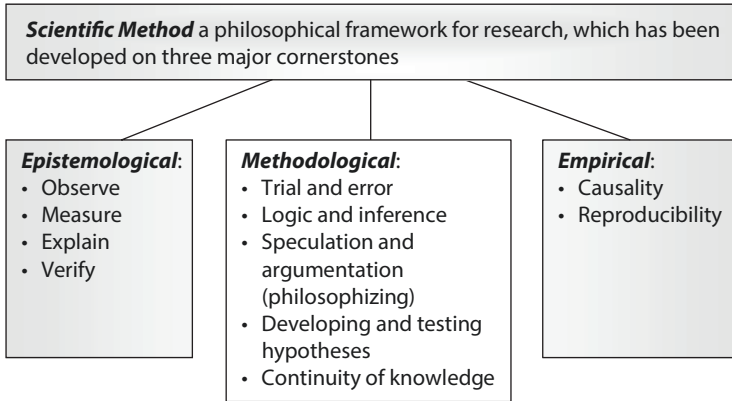 Scientific Method a philosophical framework for research, which has been
developed on three major cornerstones
Epistemological:
• Observe
• Measure
• Explain
• Verify
Methodological:
• Trial and error
• Logic and inference
• Speculation and
argumentation
(philosophizing)
• Developing and testing
hypotheses
• Continuity of knowledge
Empirical:
• Causality
• Reproducibility